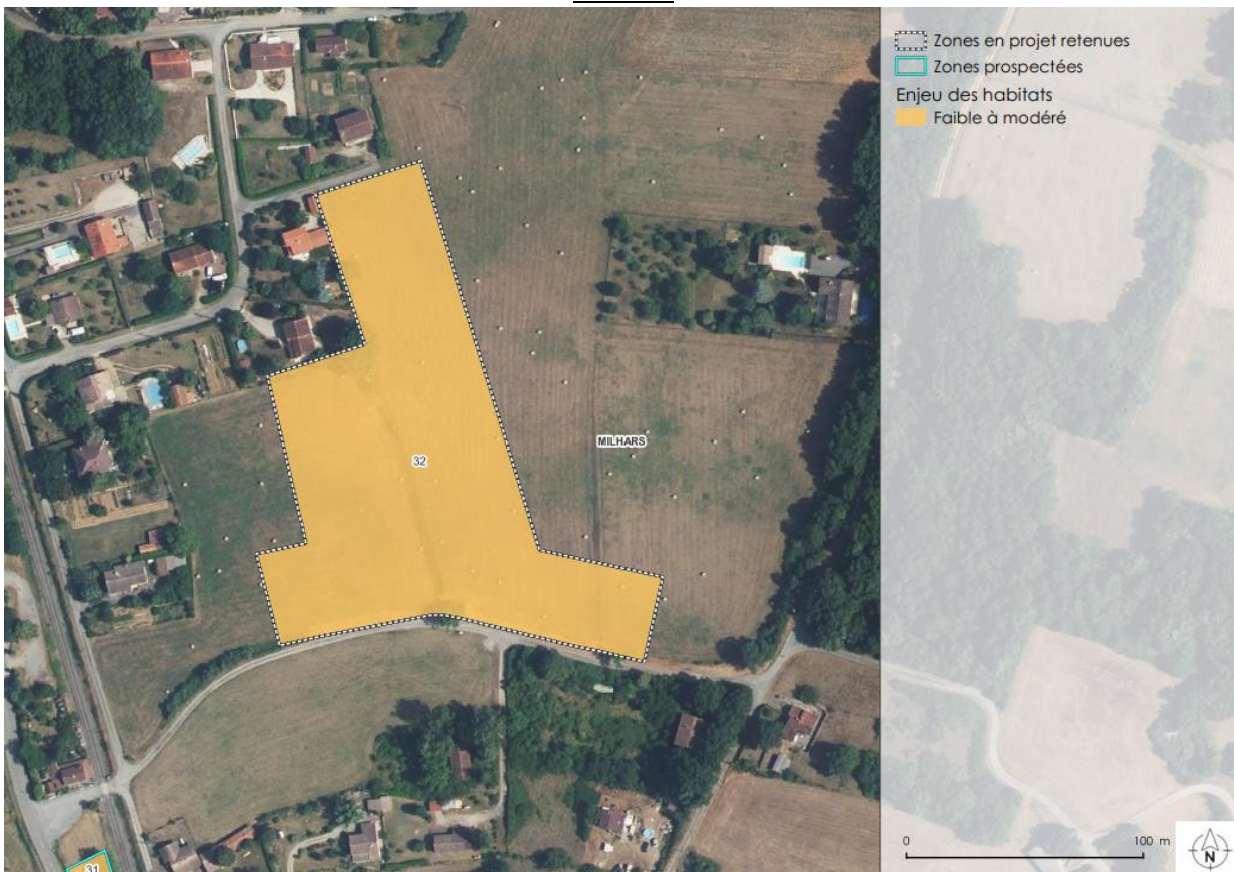 Zones en projet retenues
Zones prospectées
Enjeu des habitats
Faible à modéré
MILHARS
32
31
0 100 m
N